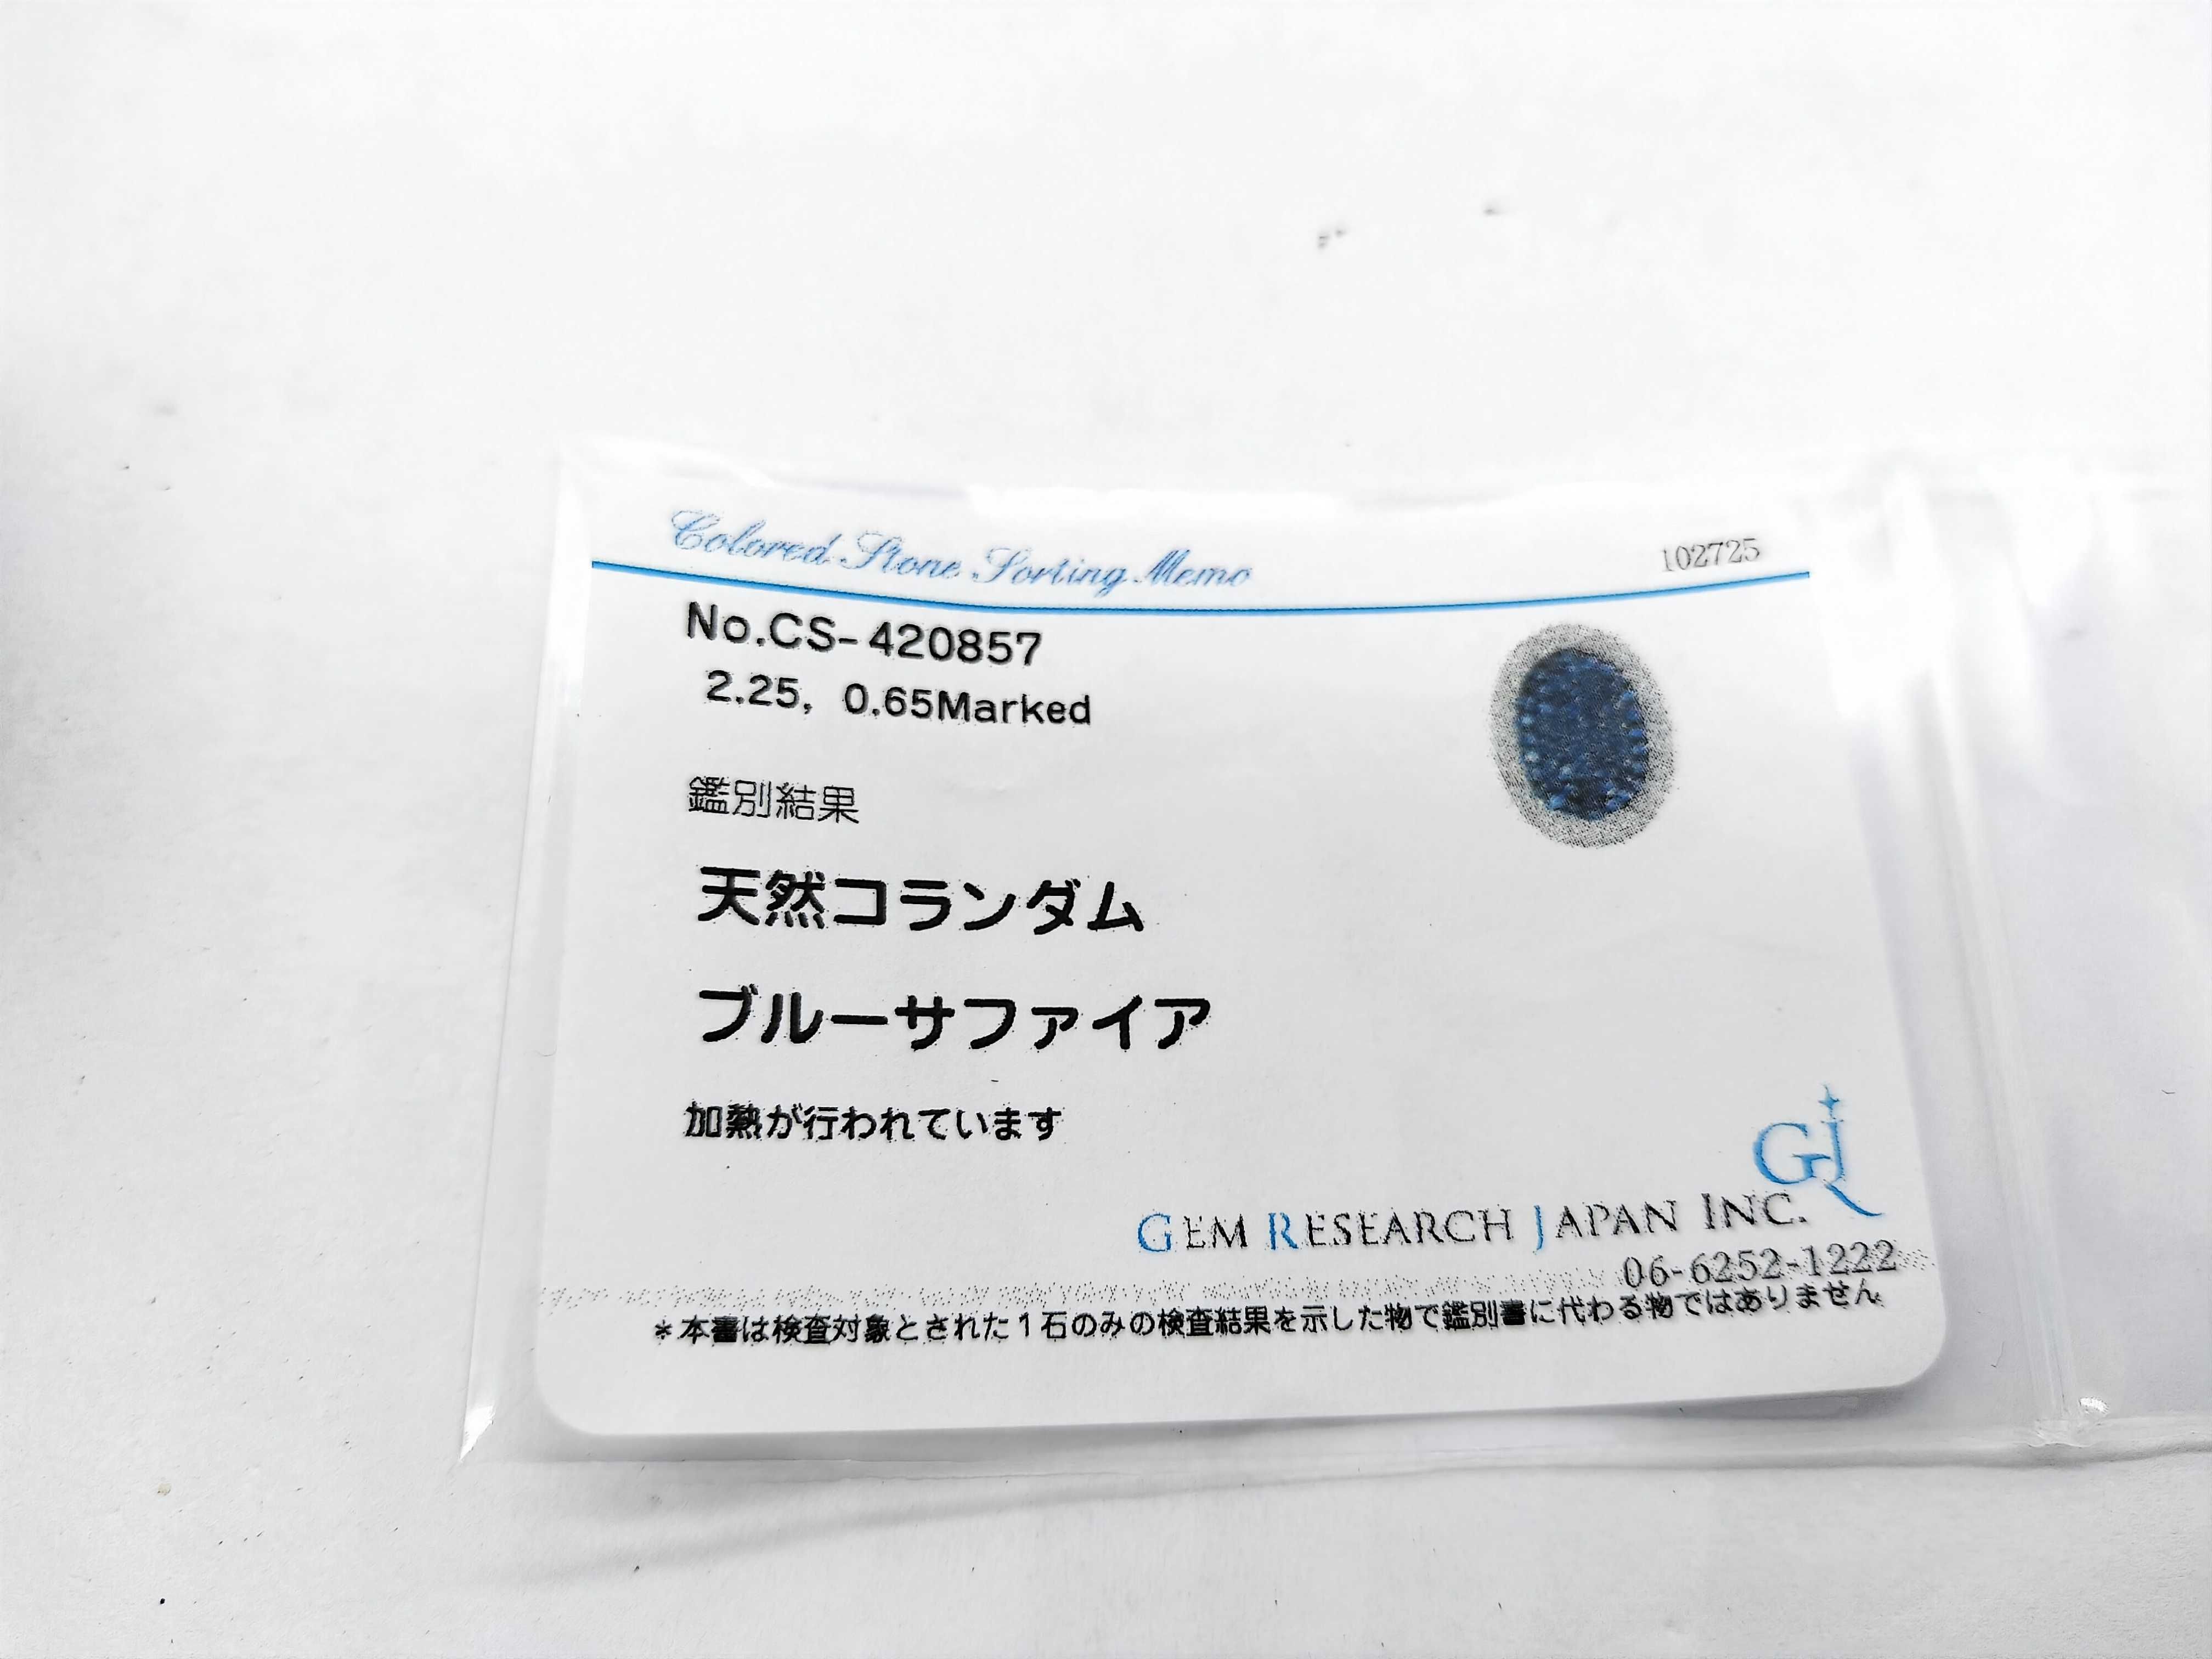 Colored Stone Sorting Memo
102725
No.CS-420857
2.25, 0.65Marked
鑑別結果
天然コランダム
ブルーサファイア
加熱が行われています
GJR
GEM RESEARCH JAPAN INC.
06-6252-1222
*本書は検査対象とされた1石のみの検査結果を示した物で鑑別書に代わる物ではありません